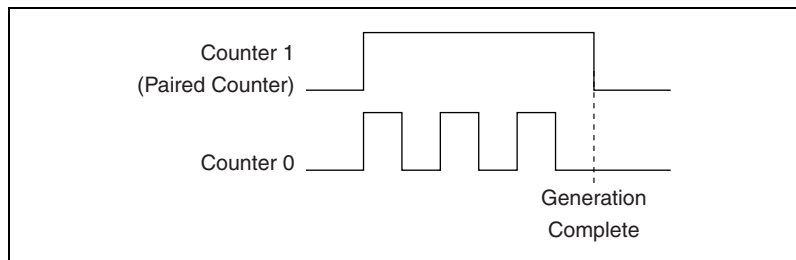 Counter 1
(Paired Counter)
Counter 0
Generation
Complete